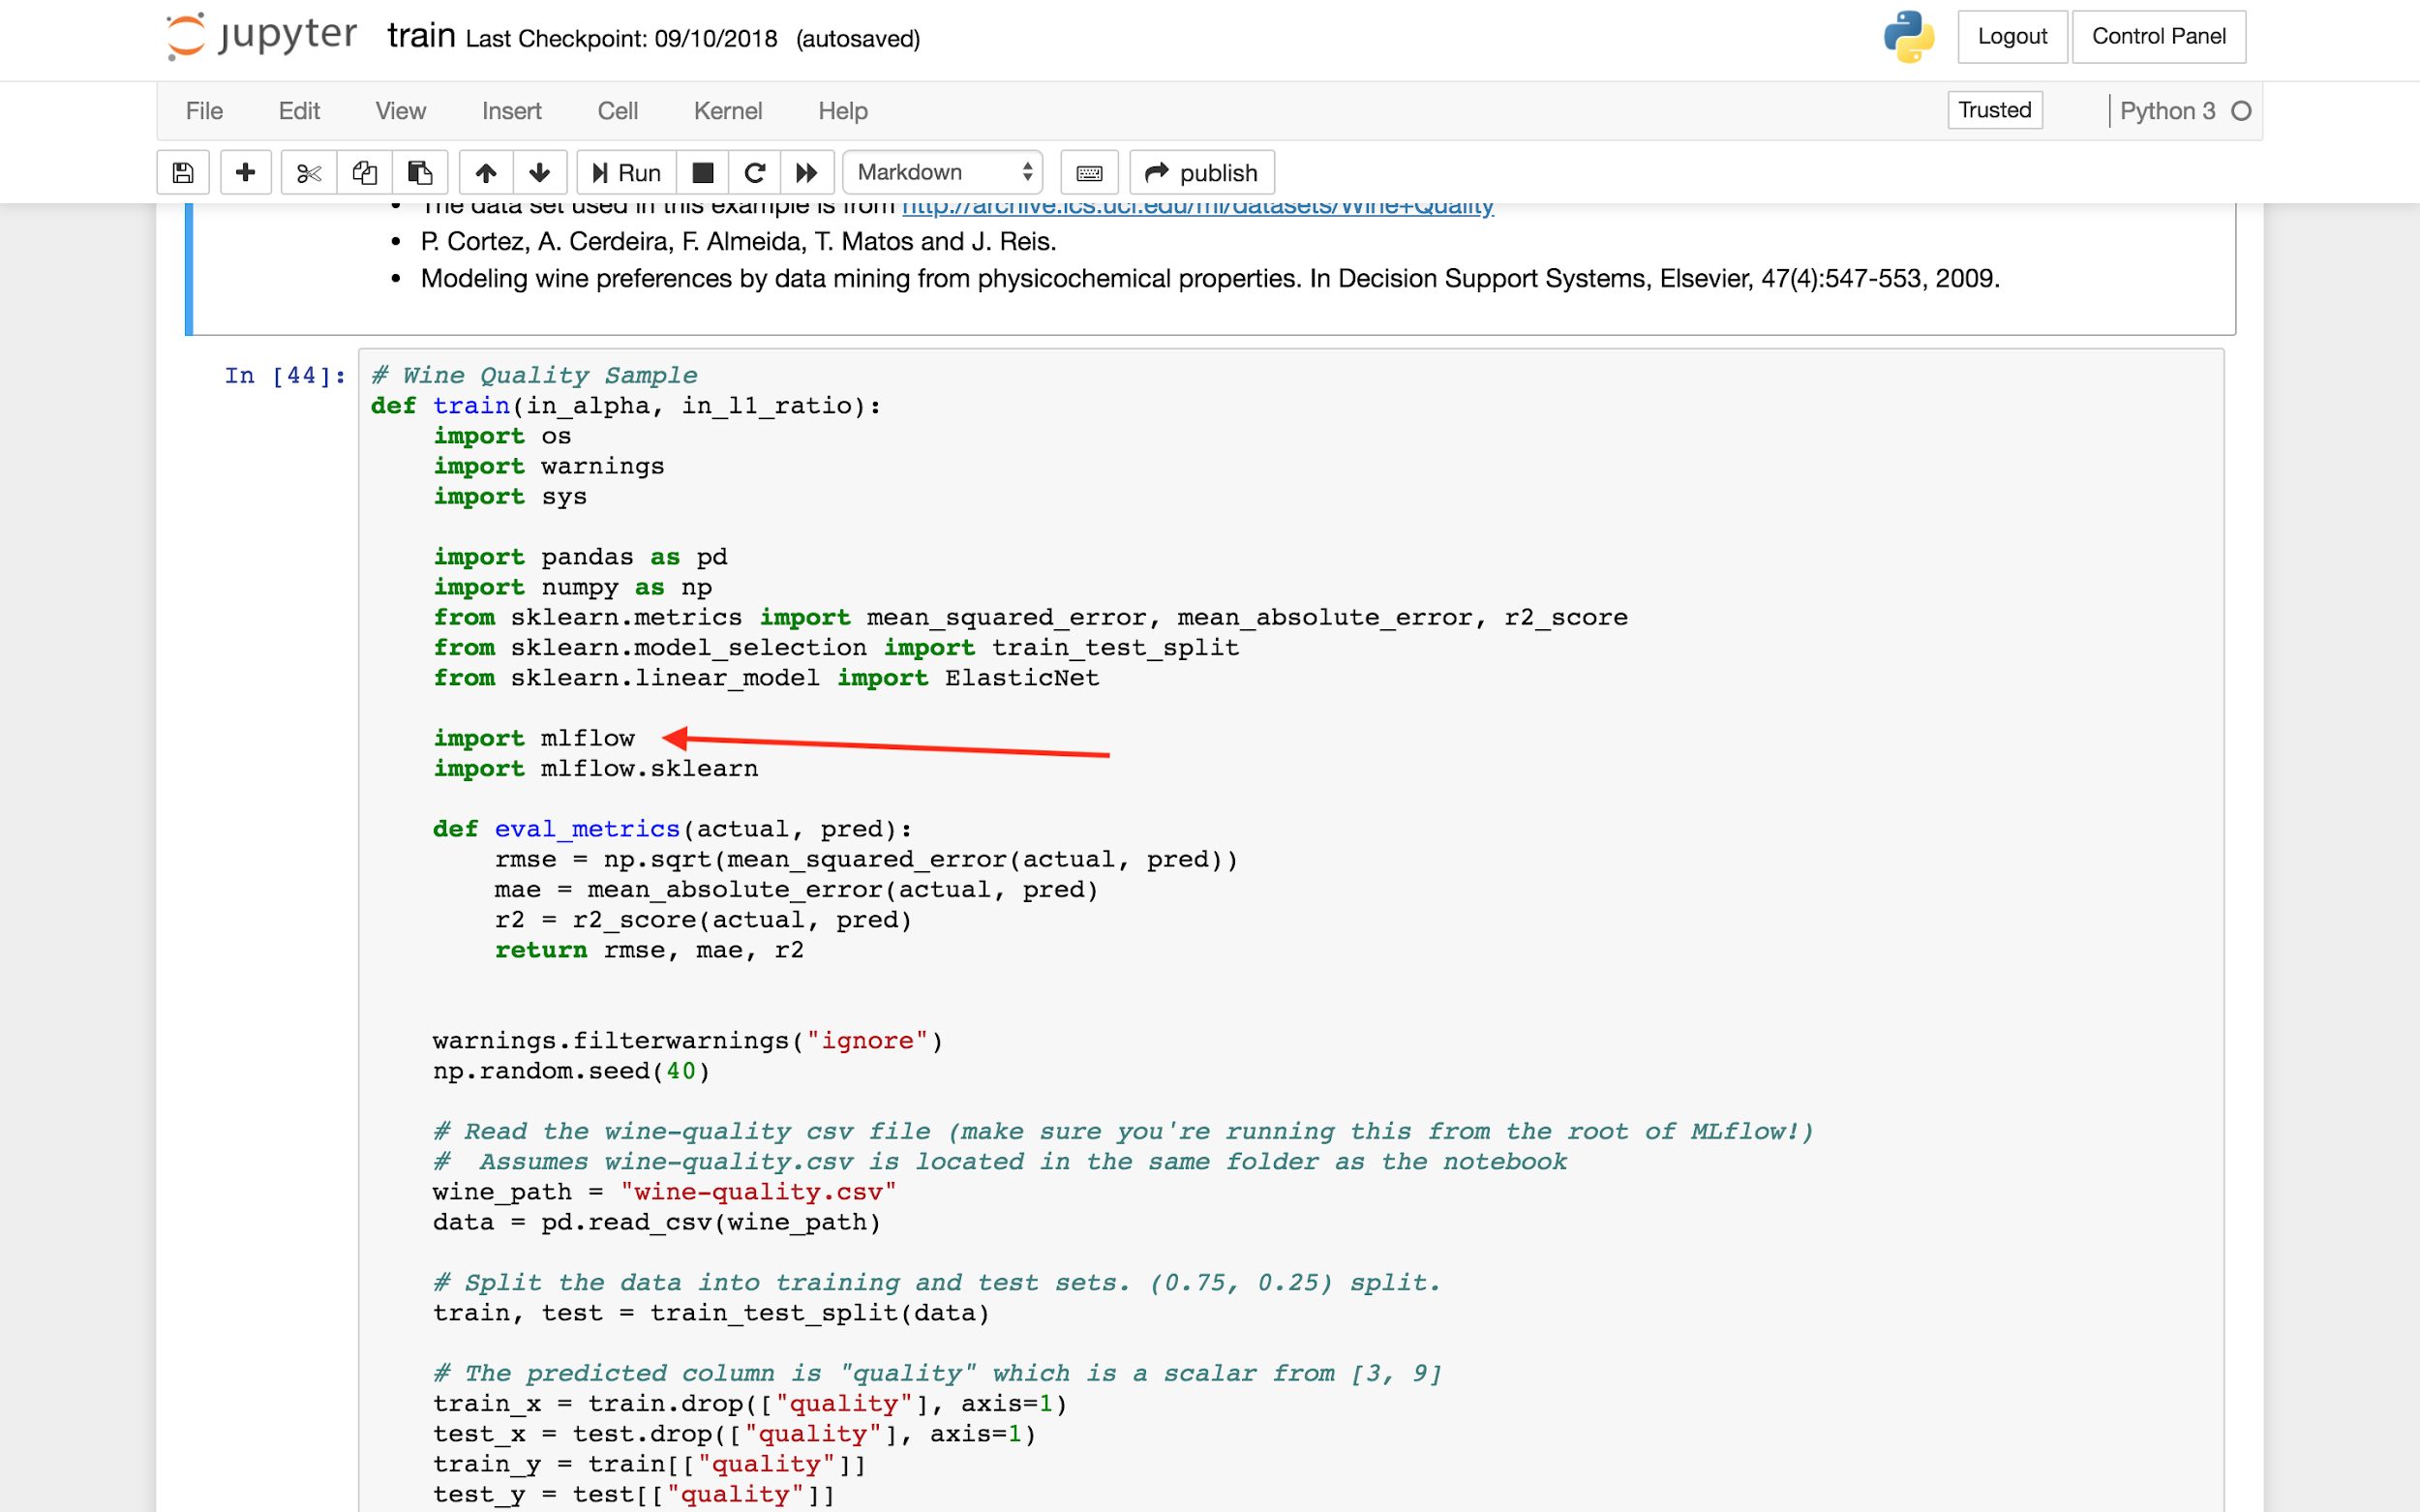 jupyter train Last Checkpoint: 09/10/2018 (autosaved) Logout Control Panel
File Edit View Insert Cell Kernel Help Trusted Python 3
Run Markdown publish
• The data set used in this example is from http://archive.ics.uci.edu/ml/datasets/Wine+Quality
• P. Cortez, A. Cerdeira, F. Almeida, T. Matos and J. Reis.
• Modeling wine preferences by data mining from physicochemical properties. In Decision Support Systems, Elsevier, 47(4):547-553, 2009.
In [44]: # Wine Quality Sample
def train(in_alpha, in_l1_ratio):
    import os
    import warnings
    import sys
    import pandas as pd
    import numpy as np
    from sklearn.metrics import mean_squared_error, mean_absolute_error, r2_score
    from sklearn.model_selection import train_test_split
    from sklearn.linear_model import ElasticNet
    import mlflow
    import mlflow.sklearn
    def eval_metrics(actual, pred):
        rmse = np.sqrt(mean_squared_error(actual, pred))
        mae = mean_absolute_error(actual, pred)
        r2 = r2_score(actual, pred)
        return rmse, mae, r2
    warnings.filterwarnings("ignore")
    np.random.seed(40)
    # Read the wine-quality csv file (make sure you're running this from the root of MLflow!)
    #  Assumes wine-quality.csv is located in the same folder as the notebook
    wine_path = "wine-quality.csv"
    data = pd.read_csv(wine_path)
    # Split the data into training and test sets. (0.75, 0.25) split.
    train, test = train_test_split(data)
    # The predicted column is "quality" which is a scalar from [3, 9]
    train_x = train.drop(["quality"], axis=1)
    test_x = test.drop(["quality"], axis=1)
    train_y = train[["quality"]]
    test_y = test[["quality"]]